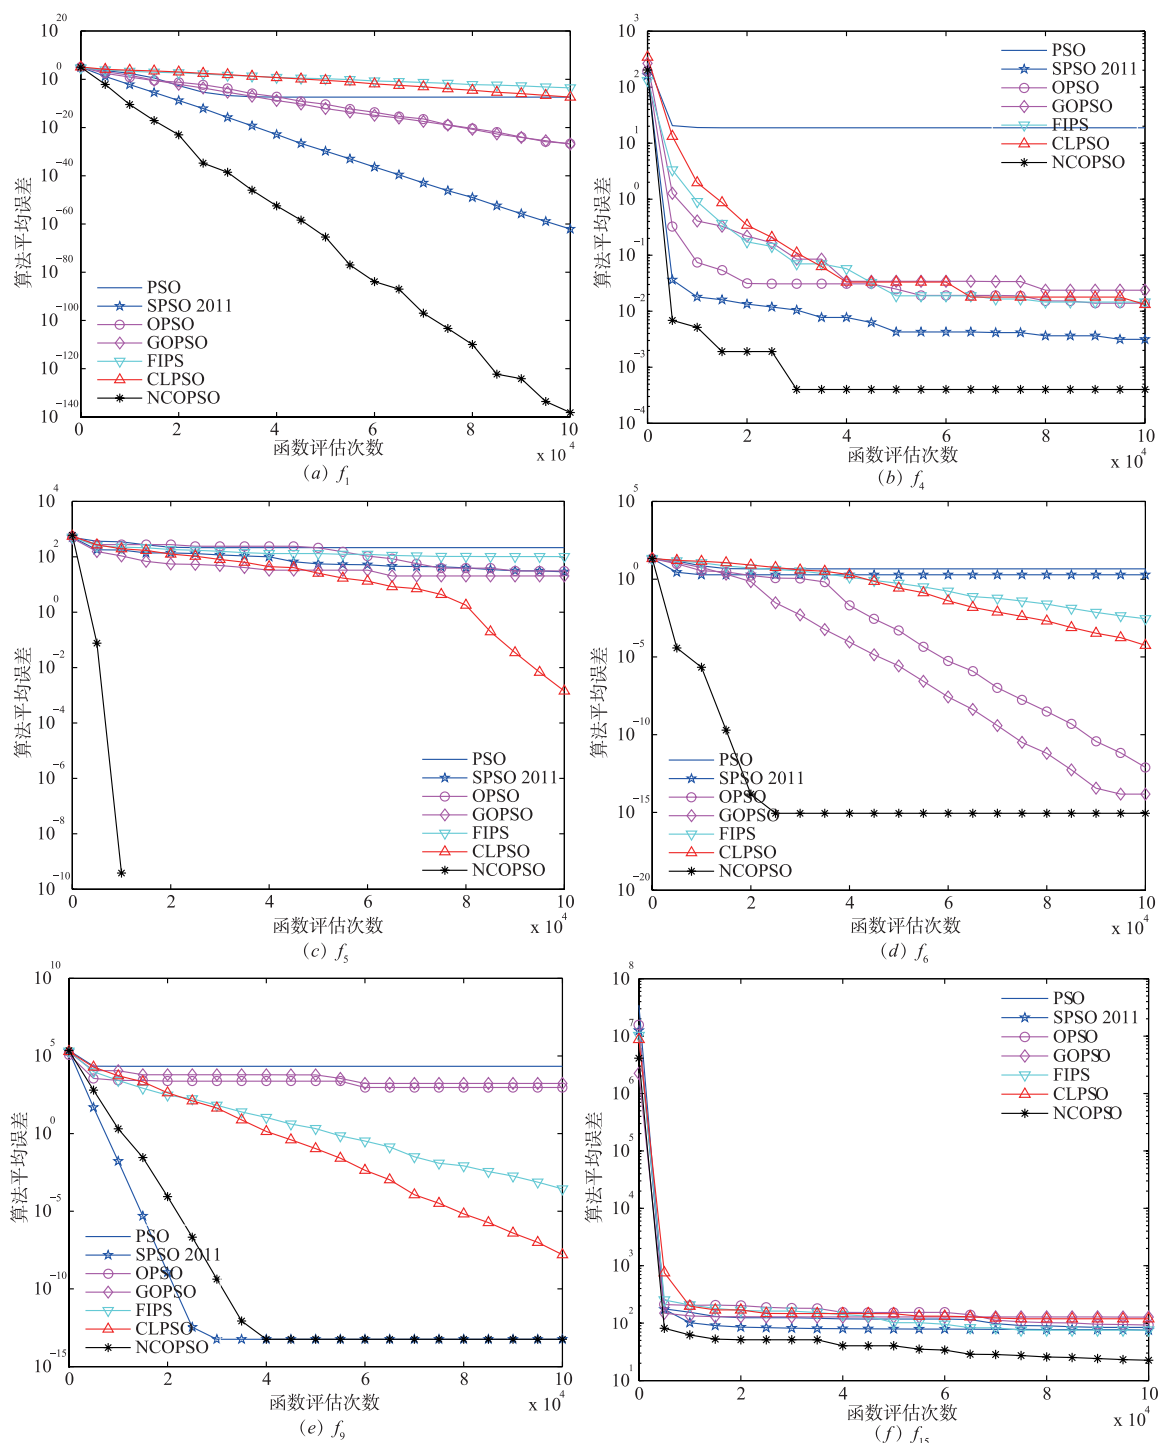 10^20
10^0
10^-20
10^-40
10^-60
10^-80
10^-100
10^-120
10^-140
算法平均误差
PSO
SPSO 2011
OPSO
GOPSO
FIPS
CLPSO
NCOPSO
0 2 4 6 8 10
函数评估次数
x 10^4
(a) f1
10^3
10^2
10^1
10^0
10^-1
10^-2
10^-3
10^-4
算法平均误差
PSO
SPSO 2011
OPSO
GOPSO
FIPS
CLPSO
NCOPSO
0 2 4 6 8 10
函数评估次数
x 10^4
(b) f4
10^4
10^2
10^0
10^-2
10^-4
10^-6
10^-8
10^-10
算法平均误差
PSO
SPSO 2011
OPSO
GOPSO
FIPS
CLPSO
NCOPSO
0 2 4 6 8 10
函数评估次数
x 10^4
(c) f5
10^5
10^0
10^-5
10^-10
10^-15
10^-20
算法平均误差
PSO
SPSO 2011
OPSO
GOPSO
FIPS
CLPSO
NCOPSO
0 2 4 6 8 10
函数评估次数
x 10^4
(d) f6
10^10
10^5
10^0
10^-5
10^-10
10^-15
算法平均误差
PSO
SPSO 2011
OPSO
GOPSO
FIPS
CLPSO
NCOPSO
0 2 4 6 8 10
函数评估次数
x 10^4
(e) f9
10^8
10^7
10^6
10^5
10^4
10^3
10^2
10^1
算法平均误差
PSO
SPSO 2011
OPSO
GOPSO
FIPS
CLPSO
NCOPSO
0 2 4 6 8 10
函数评估次数
x 10^4
(f) f15